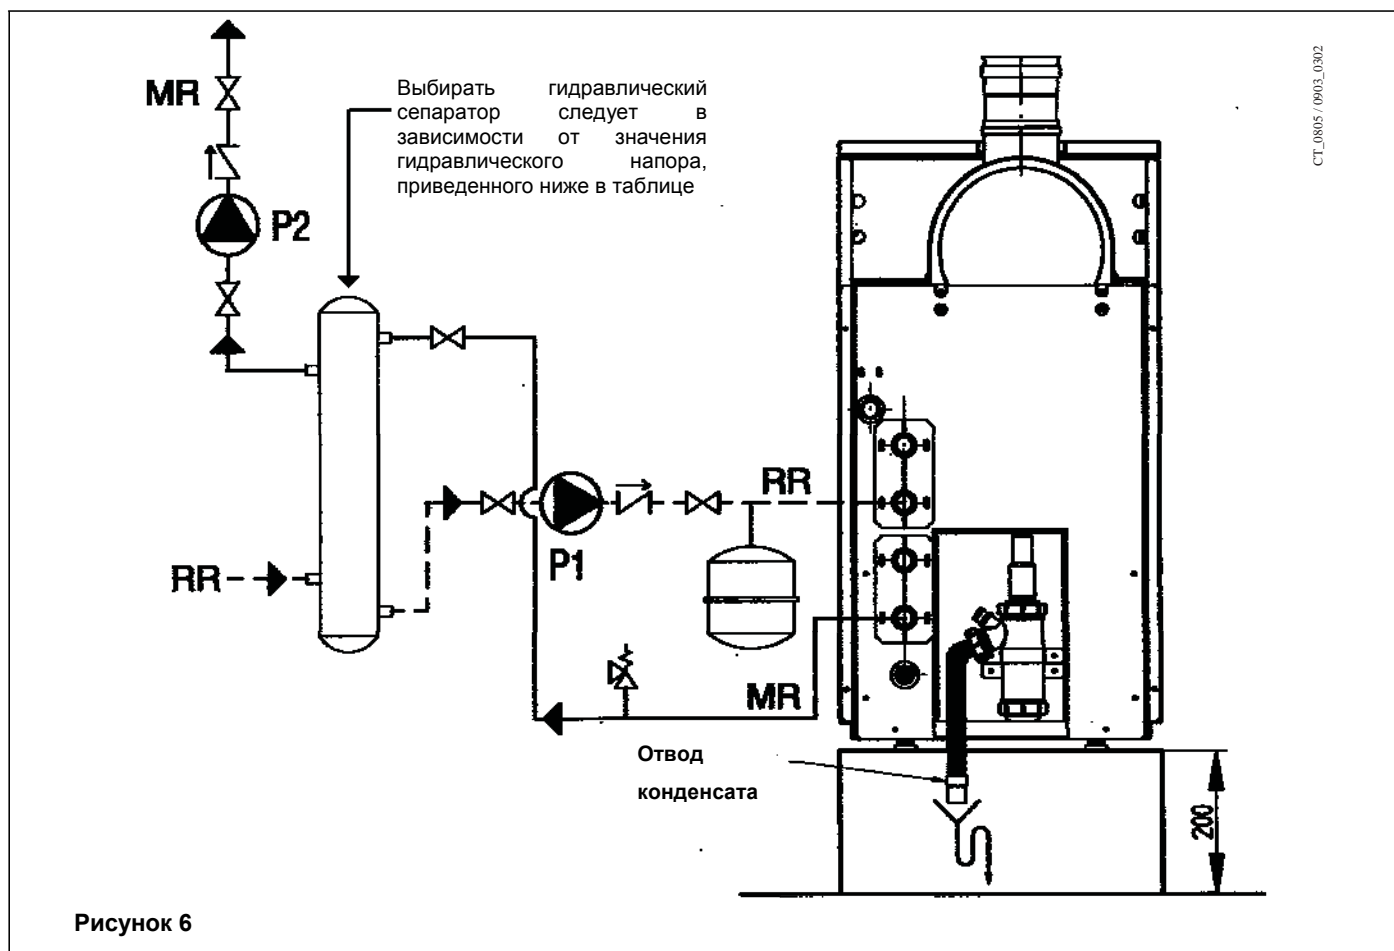 MR
Выбирать гидравлический
сепаратор следует в
зависимости от значения
гидравлического напора,
приведенного ниже в таблице
CT_0805 / 0903_0302
P2
RR
P1
RR
MR
Отвод
конденсата
200
Рисунок 6